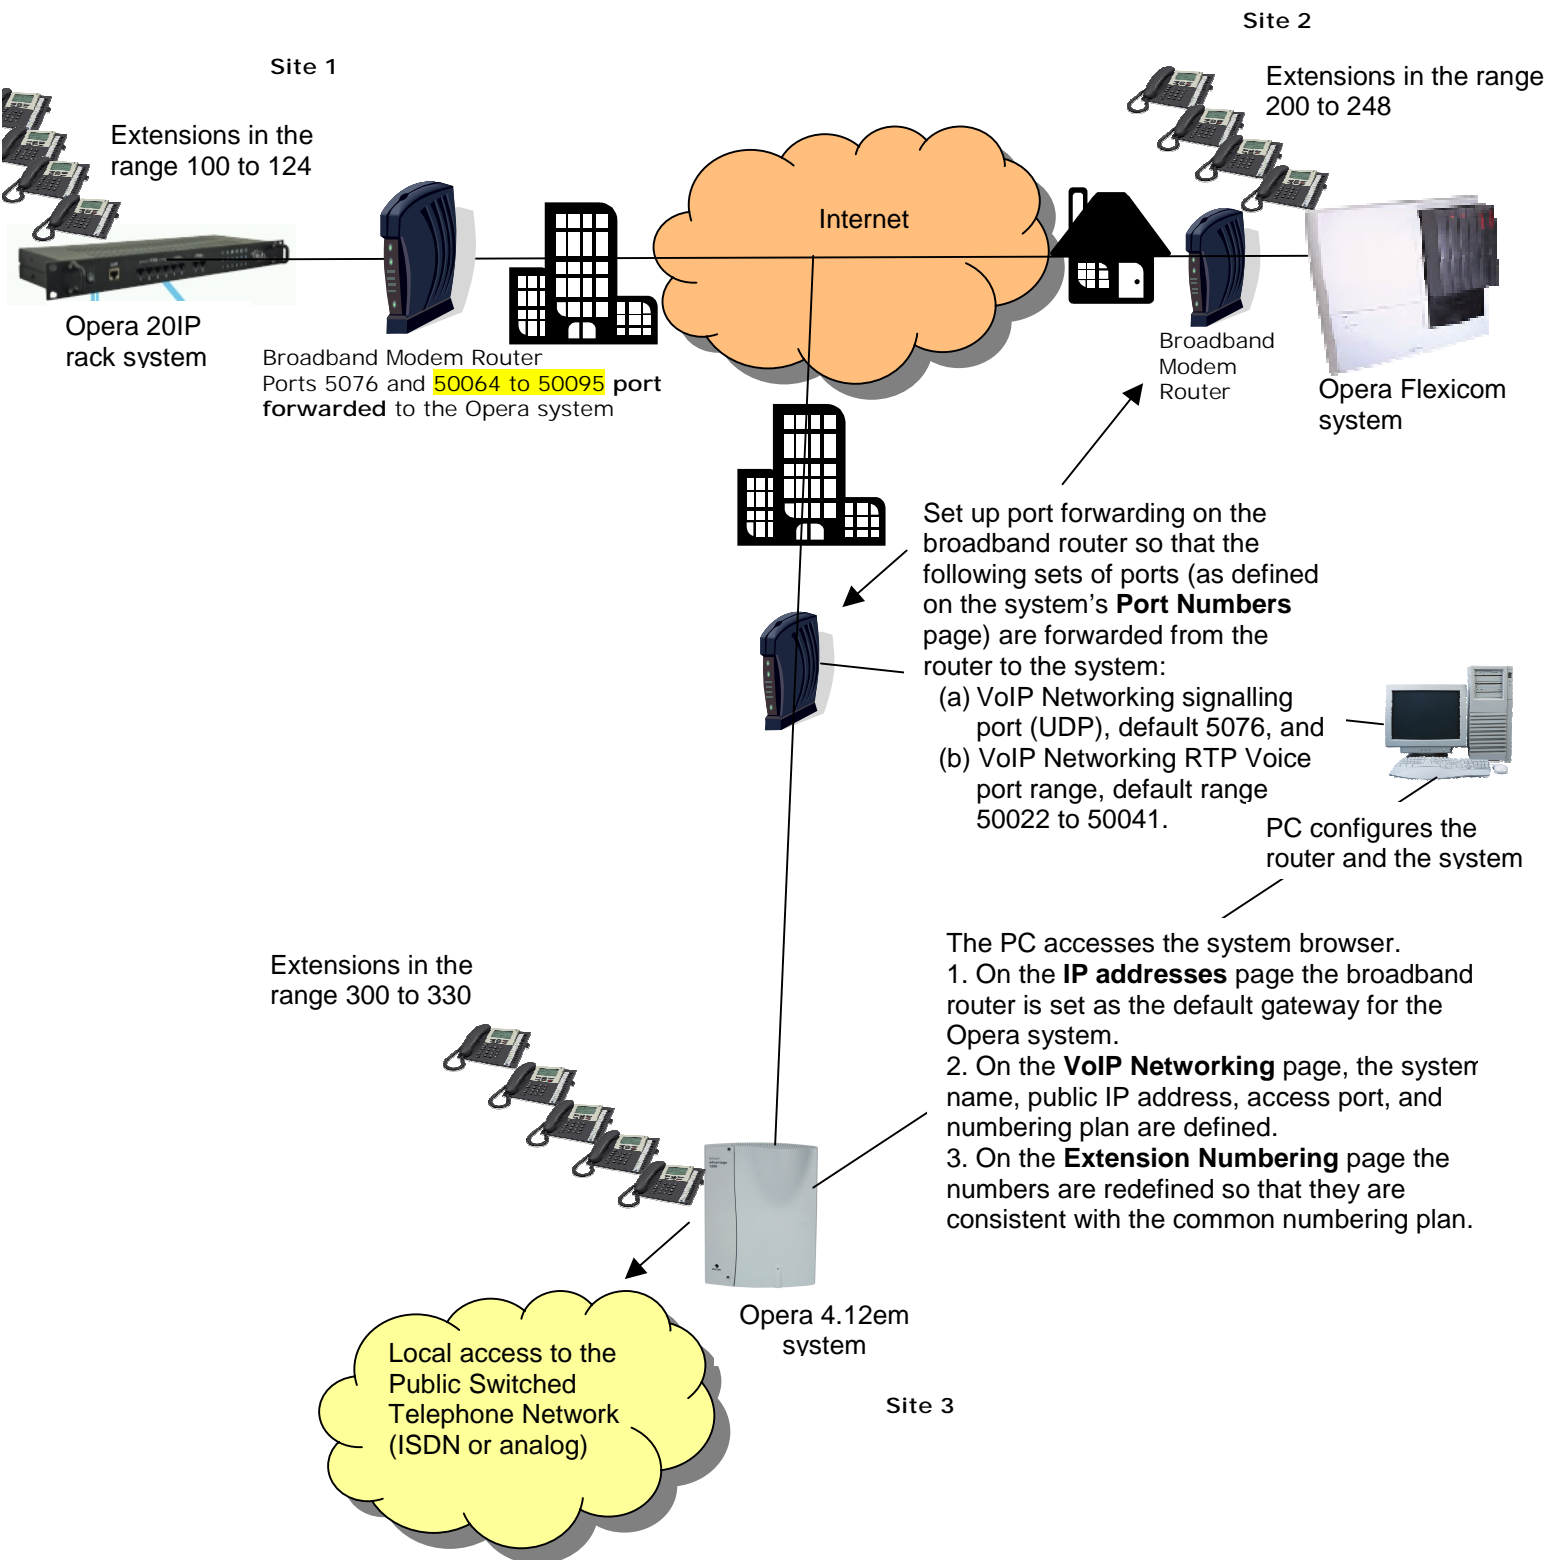 Site 2
Site 1
Extensions in the range
200 to 248
Extensions in the
range 100 to 124
Internet
Opera 20IP
rack system
Broadband Modem Router
Ports 5076 and 50064 to 50095 port
forwarded to the Opera system
Broadband
Modem
Router
Opera Flexicom
system
Set up port forwarding on the
broadband router so that the
following sets of ports (as defined
on the system's Port Numbers
page) are forwarded from the
router to the system:
(a) VoIP Networking signalling
port (UDP), default 5076, and
(b) VoIP Networking RTP Voice
port range, default range
50022 to 50041.
PC configures the
router and the system
The PC accesses the system browser.
1. On the IP addresses page the broadband
router is set as the default gateway for the
Opera system.
2. On the VoIP Networking page, the system
name, public IP address, access port, and
numbering plan are defined.
3. On the Extension Numbering page the
numbers are redefined so that they are
consistent with the common numbering plan.
Extensions in the
range 300 to 330
Opera 4.12em
system
Local access to the
Public Switched
Telephone Network
(ISDN or analog)
Site 3